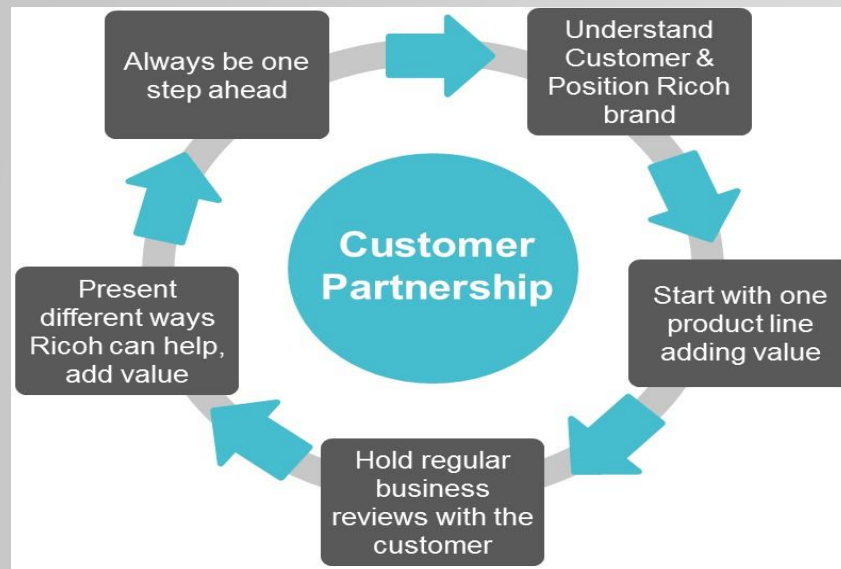 Always be one
step ahead
Understand
Customer &
Position Ricoh
brand
Customer
Partnership
Present
different ways
Ricoh can help,
add value
Start with one
product line
adding value
Hold regular
business
reviews with the
customer